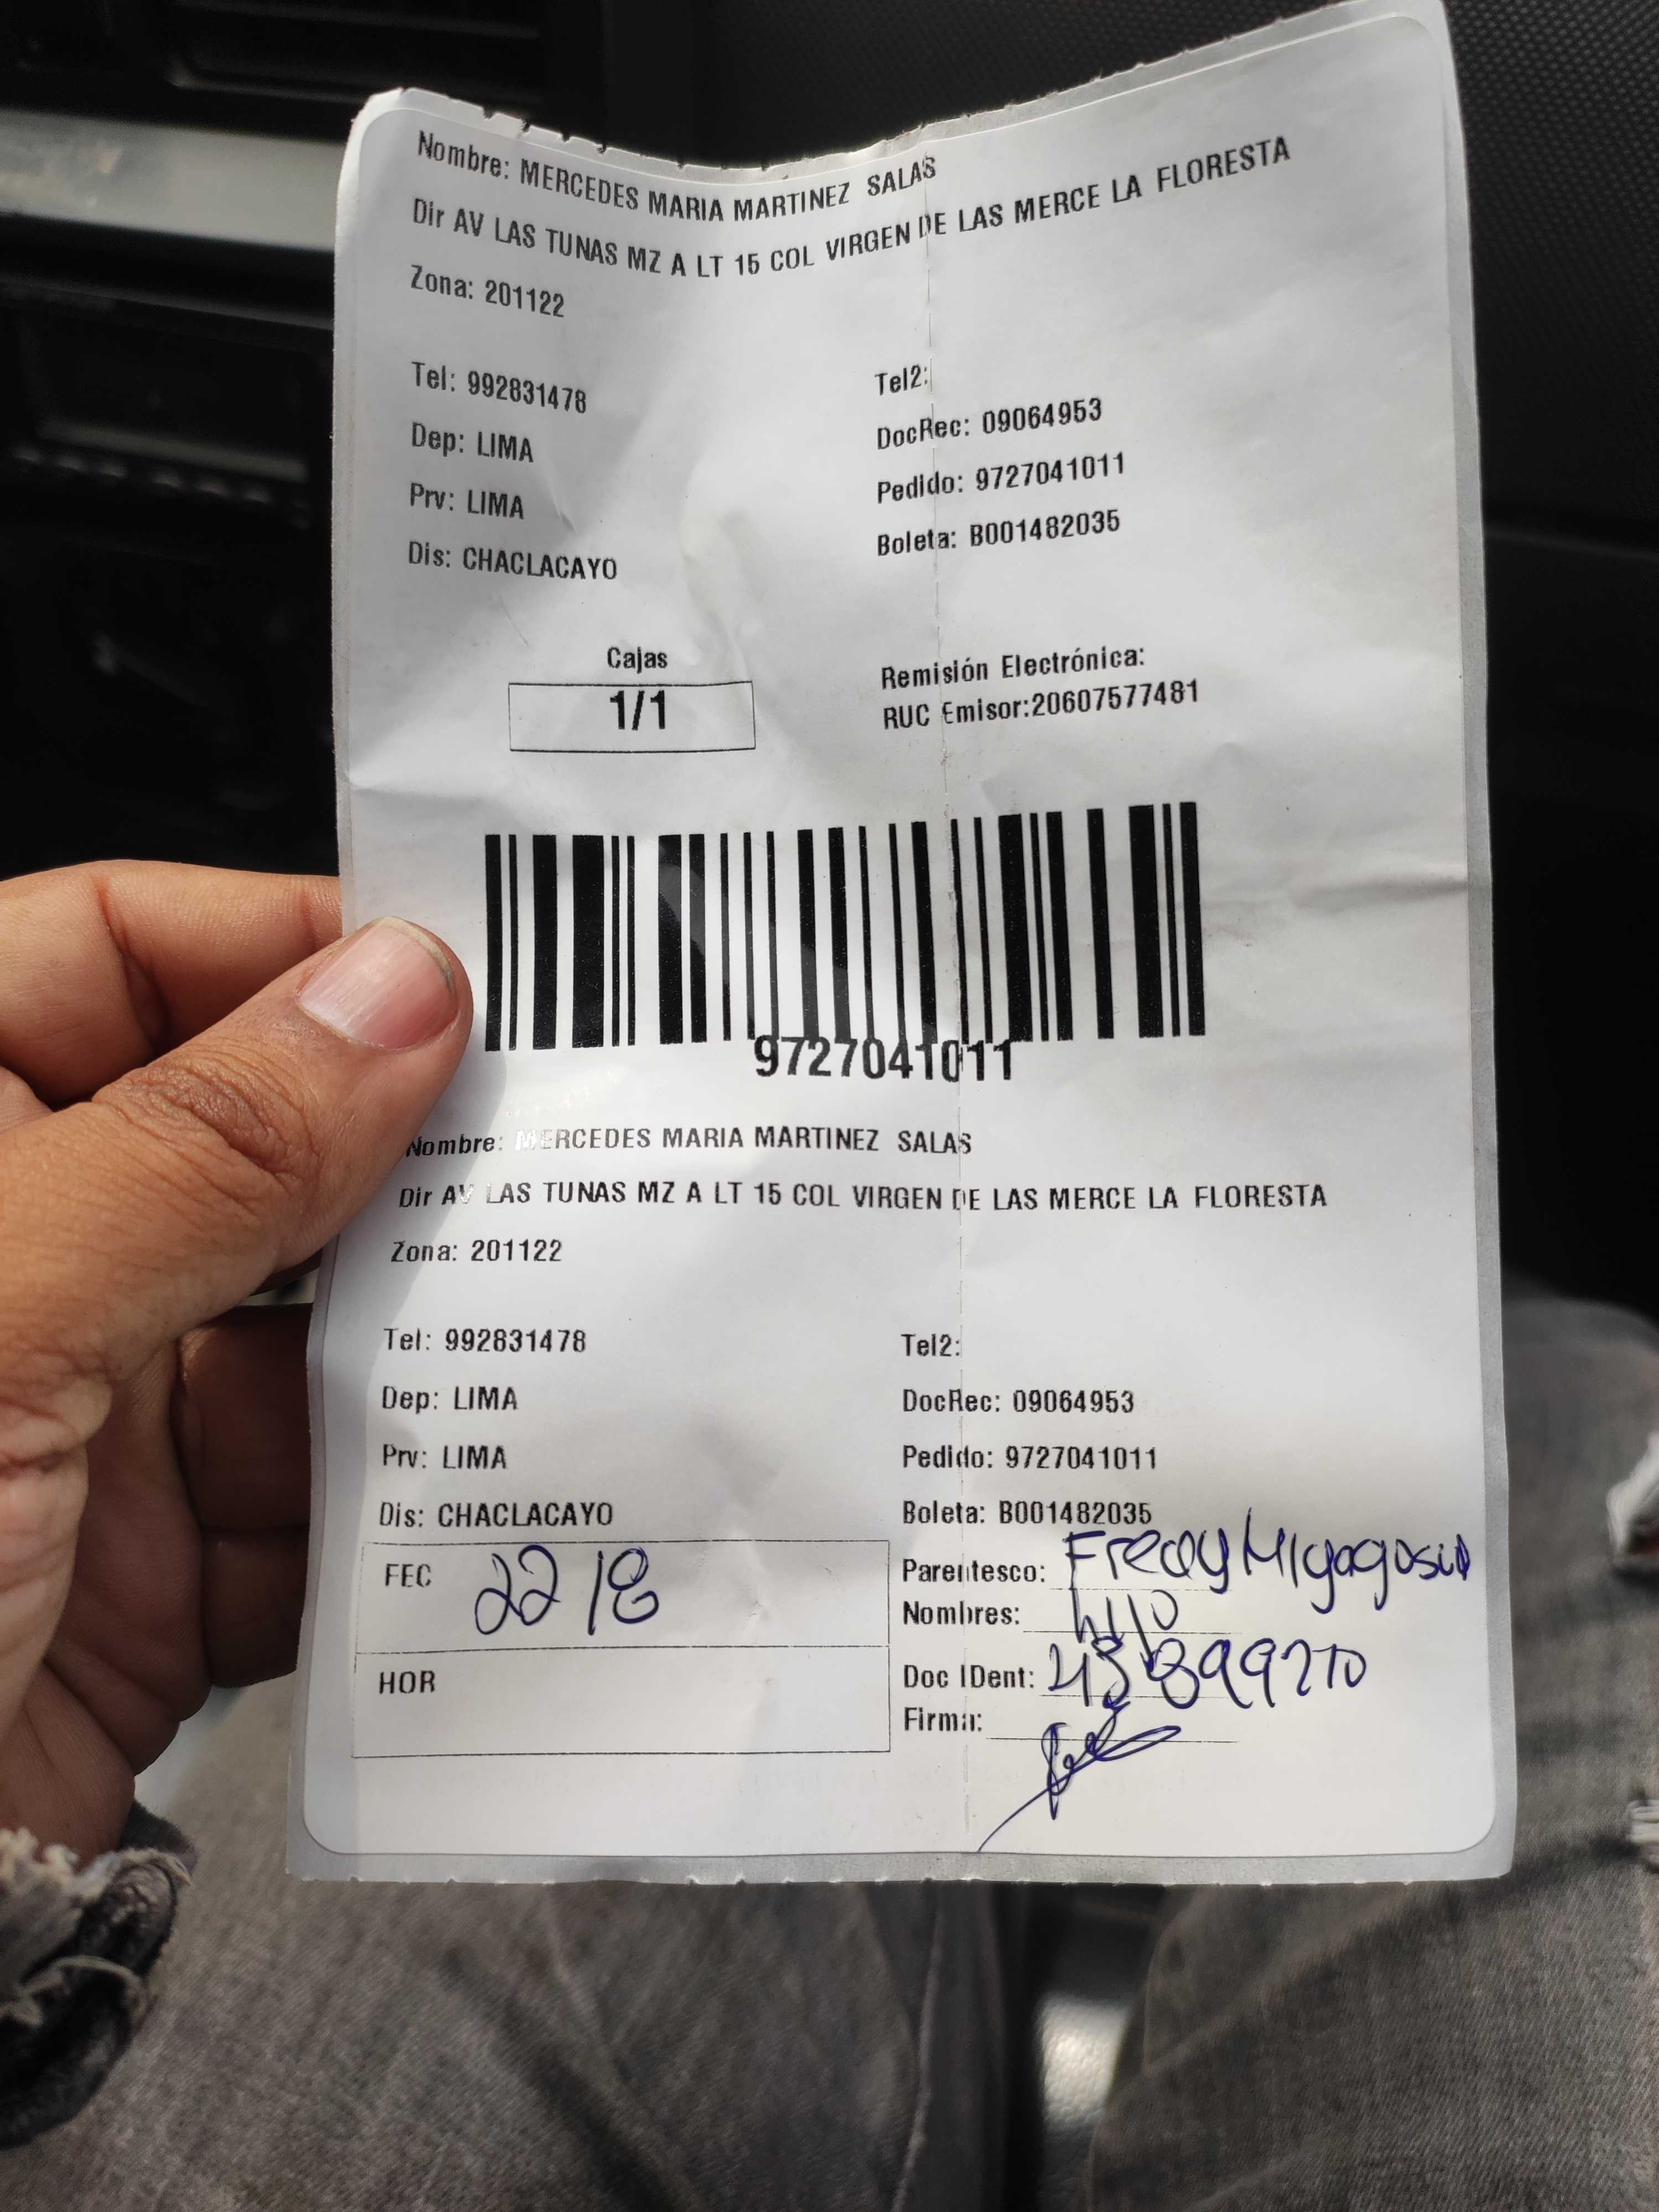 Nombre: MERCEDES MARIA MARTINEZ SALAS
Dir AV LAS TUNAS MZ A LT 15 COL VIRGEN DE LAS MERCE LA FLORESTA
Zona: 201122
Tel: 992831478 Tel2:
Dep: LIMA DocRec: 09064953
Prv: LIMA Pedido: 9727041011
Dis: CHACLACAYO Boleta: B001482035
Cajas Remisión Electrónica:
1/1 RUC Emisor:20607577481
9727041011
Nombre: MERCEDES MARIA MARTINEZ SALAS
Dir AV LAS TUNAS MZ A LT 15 COL VIRGEN DE LAS MERCE LA FLORESTA
Zona: 201122
Tel: 992831478 Tel2:
Dep: LIMA DocRec: 09064953
Prv: LIMA Pedido: 9727041011
Dis: CHACLACAYO Boleta: B001482035
FEC 22/8 Parentesco: Fredy
Nombres: hijo
HOR Doc IDent:
Firma: